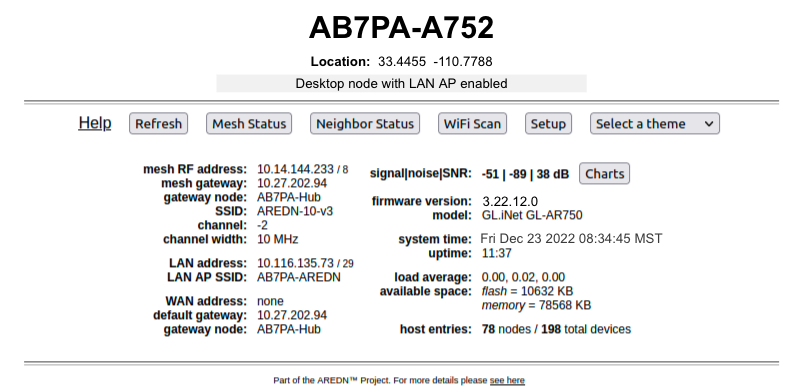 AB7PA-A752
Location: 33.4455 -110.7788
Desktop node with LAN AP enabled
Help Refresh Mesh Status Neighbor Status WiFi Scan Setup Select a theme
mesh RF address: 10.14.144.233 / 8
mesh gateway: 10.27.202.94
gateway node: AB7PA-Hub
SSID: AREDN-10-v3
channel: -2
channel width: 10 MHz
LAN address: 10.116.135.73 / 29
LAN AP SSID: AB7PA-AREDN
WAN address: none
default gateway: 10.27.202.94
gateway node: AB7PA-Hub
signal|noise|SNR: -51 | -89 | 38 dB Charts
firmware version: 3.22.12.0
model: GL.iNet GL-AR750
system time: Fri Dec 23 2022 08:34:45 MST
uptime: 11:37
load average: 0.00, 0.02, 0.00
available space: flash = 10632 KB
memory = 78568 KB
host entries: 78 nodes / 198 total devices
Part of the AREDN™ Project. For more details please see here